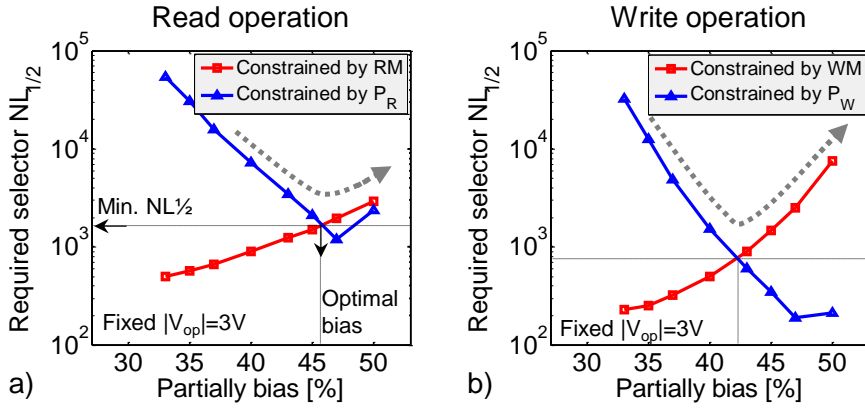 Read operation
Required selector NL1/2
10^5
10^4
10^3
10^2
Constrained by RM
Constrained by P_R
Min. NL½
Optimal
bias
Fixed |V_op|=3V
30 35 40 45 50
Partially bias [%]
a)
Write operation
Required selector NL1/2
10^5
10^4
10^3
10^2
Constrained by WM
Constrained by P_W
Fixed |V_op|=3V
30 35 40 45 50
Partially bias [%]
b)